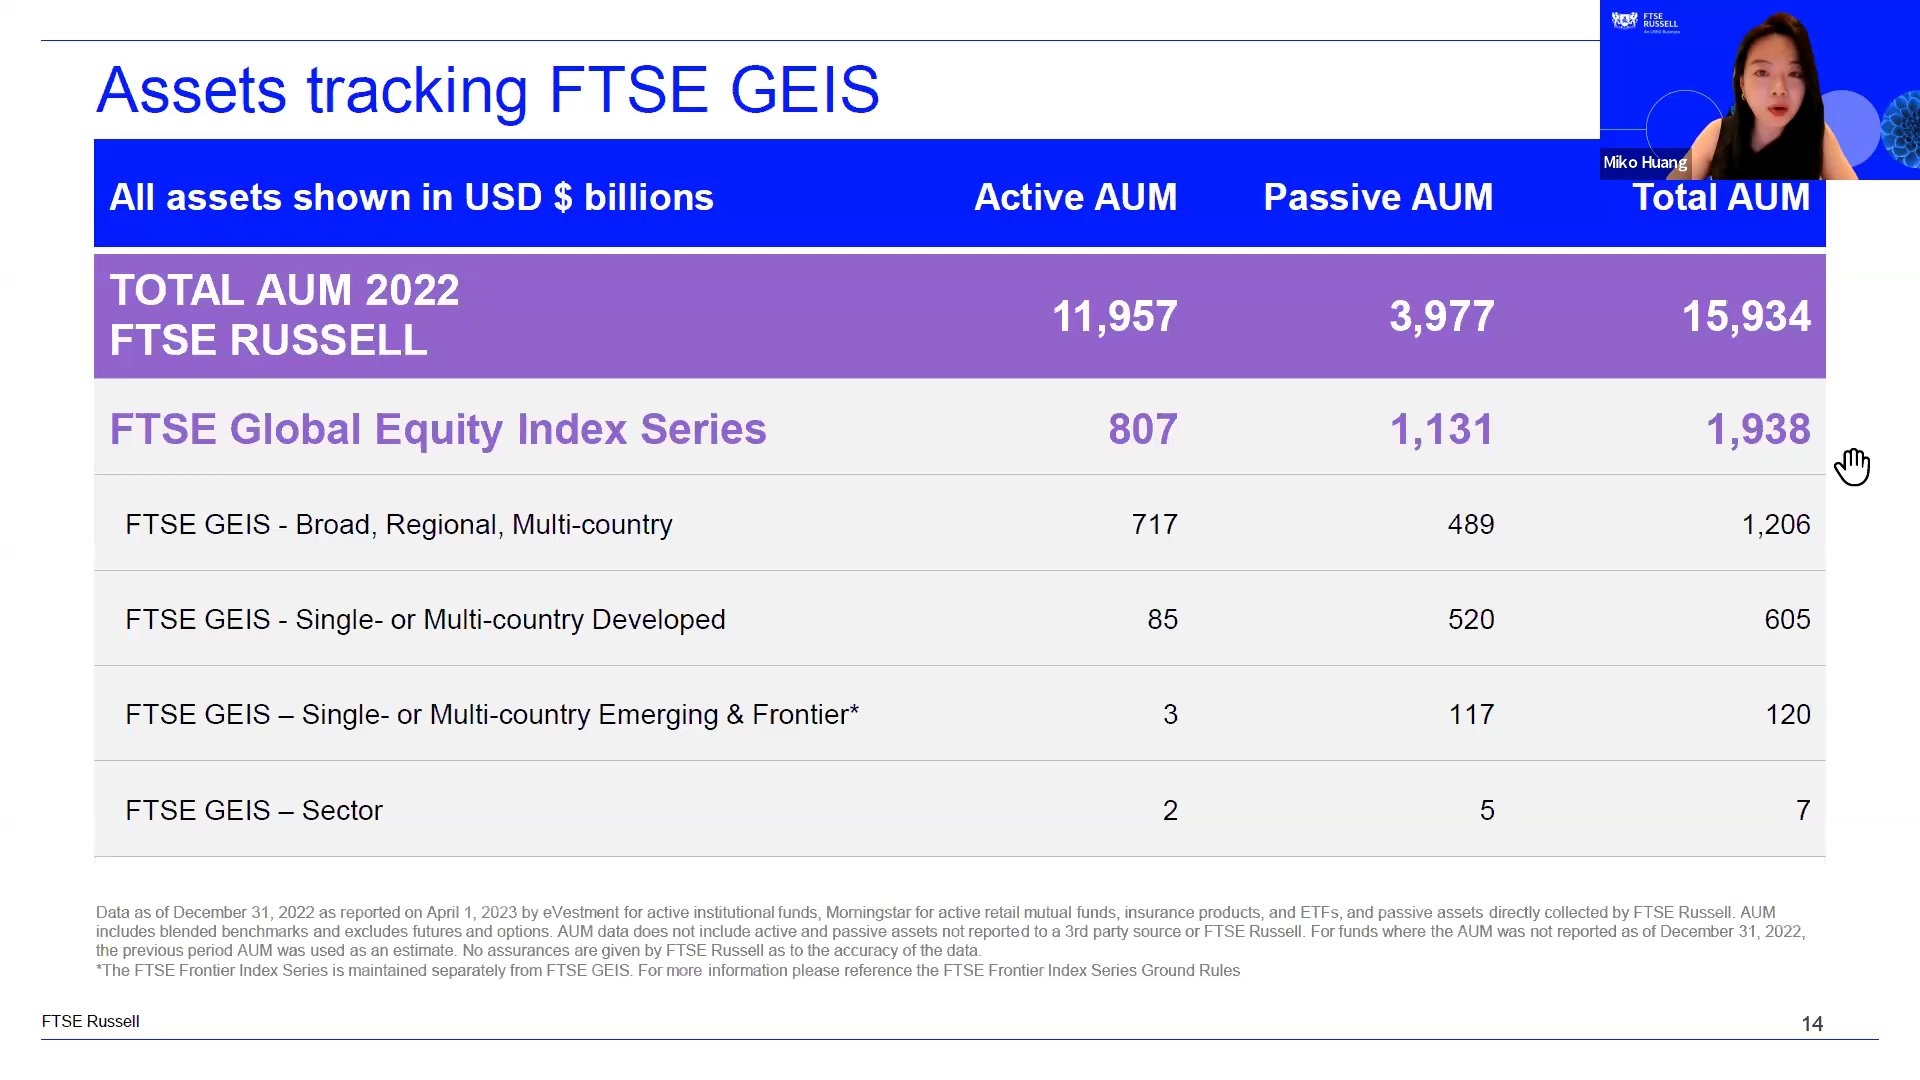 Assets tracking FTSE GEIS
FTSE
RUSSELL
An LSEG Business
Miko Huang
All assets shown in USD $ billions Active AUM Passive AUM Total AUM
TOTAL AUM 2022
FTSE RUSSELL 11,957 3,977 15,934
FTSE Global Equity Index Series 807 1,131 1,938
FTSE GEIS - Broad, Regional, Multi-country 717 489 1,206
FTSE GEIS - Single- or Multi-country Developed 85 520 605
FTSE GEIS – Single- or Multi-country Emerging & Frontier* 3 117 120
FTSE GEIS – Sector 2 5 7
Data as of December 31, 2022 as reported on April 1, 2023 by eVestment for active institutional funds, Morningstar for active retail mutual funds, insurance products, and ETFs, and passive assets directly collected by FTSE Russell. AUM
includes blended benchmarks and excludes futures and options. AUM data does not include active and passive assets not reported to a 3rd party source or FTSE Russell. For funds where the AUM was not reported as of December 31, 2022,
the previous period AUM was used as an estimate. No assurances are given by FTSE Russell as to the accuracy of the data.
*The FTSE Frontier Index Series is maintained separately from FTSE GEIS. For more information please reference the FTSE Frontier Index Series Ground Rules
FTSE Russell 14